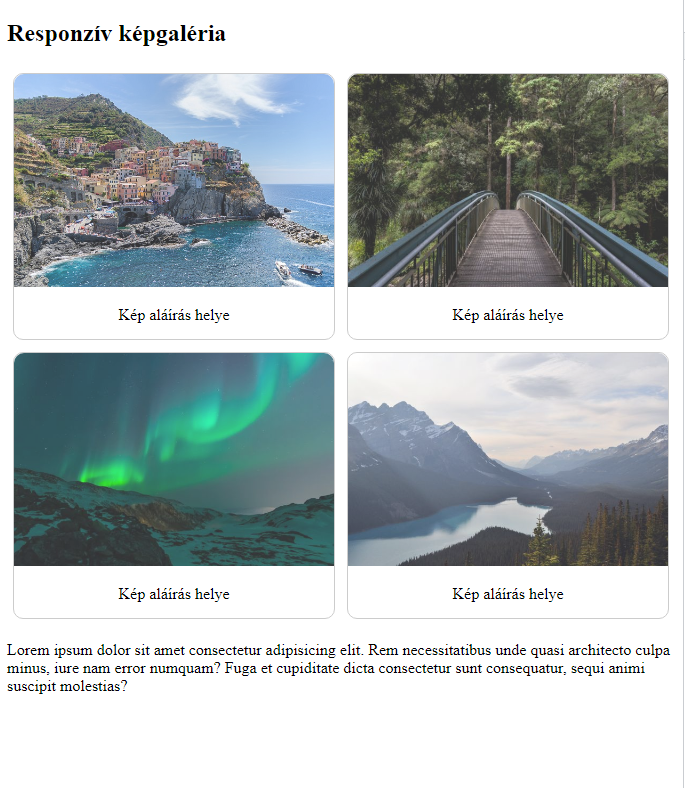 Responzív képgaléria
Kép aláírás helye
Kép aláírás helye
Kép aláírás helye
Kép aláírás helye
Lorem ipsum dolor sit amet consectetur adipisicing elit. Rem necessitatibus unde quasi architecto culpa
minus, iure nam error numquam? Fuga et cupiditate dicta consectetur sunt consequatur, sequi animi
suscipit molestias?